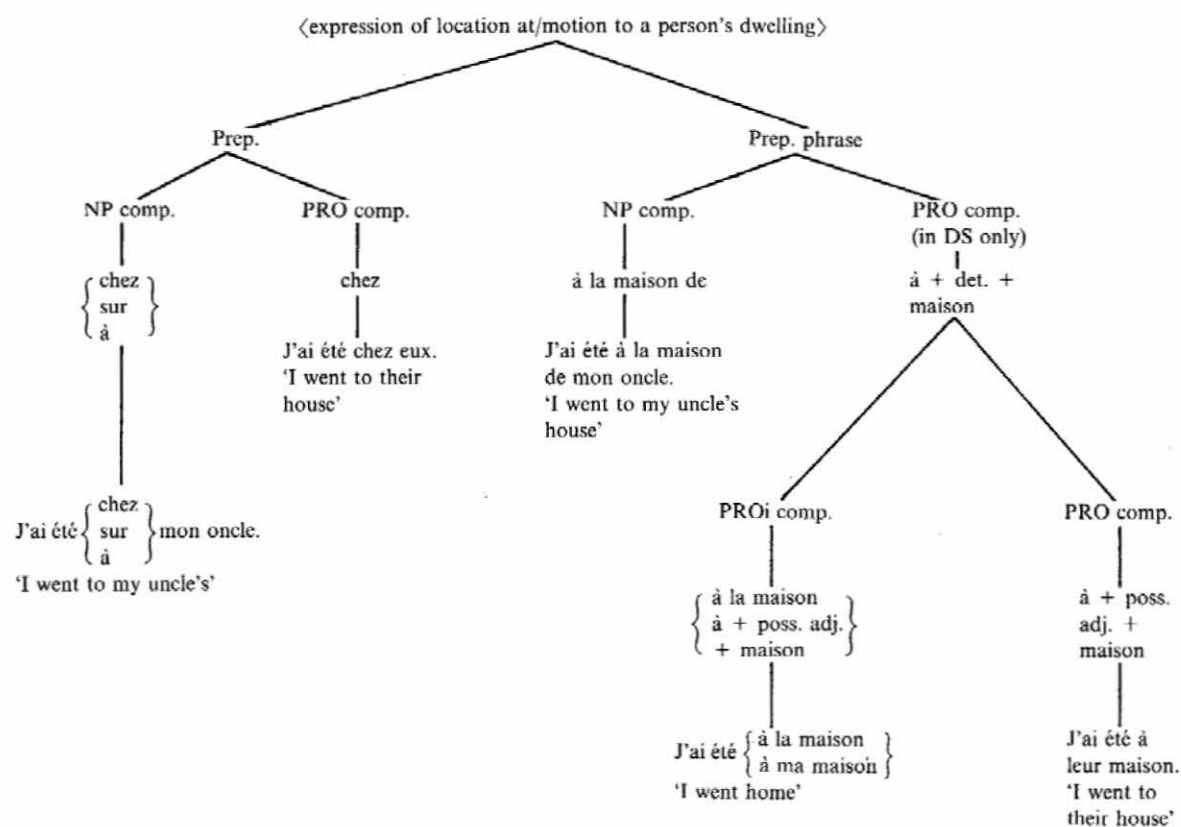 ⟨expression of location at/motion to a person's dwelling⟩
Prep.
Prep. phrase
NP comp.
PRO comp.
NP comp.
PRO comp.
(in DS only)
chez
sur
à
chez
à la maison de
à + det. +
maison
J'ai été chez eux.
'I went to their
house'
J'ai été à la maison
de mon oncle.
'I went to my uncle's
house'
J'ai été { chez
sur
à } mon oncle.
'I went to my uncle's'
PROi comp.
PRO comp.
à la maison
à + poss. adj.
+ maison
à + poss.
adj. +
maison
J'ai été { à la maison
à ma maison }
'I went home'
J'ai été à
leur maison.
'I went to
their house'